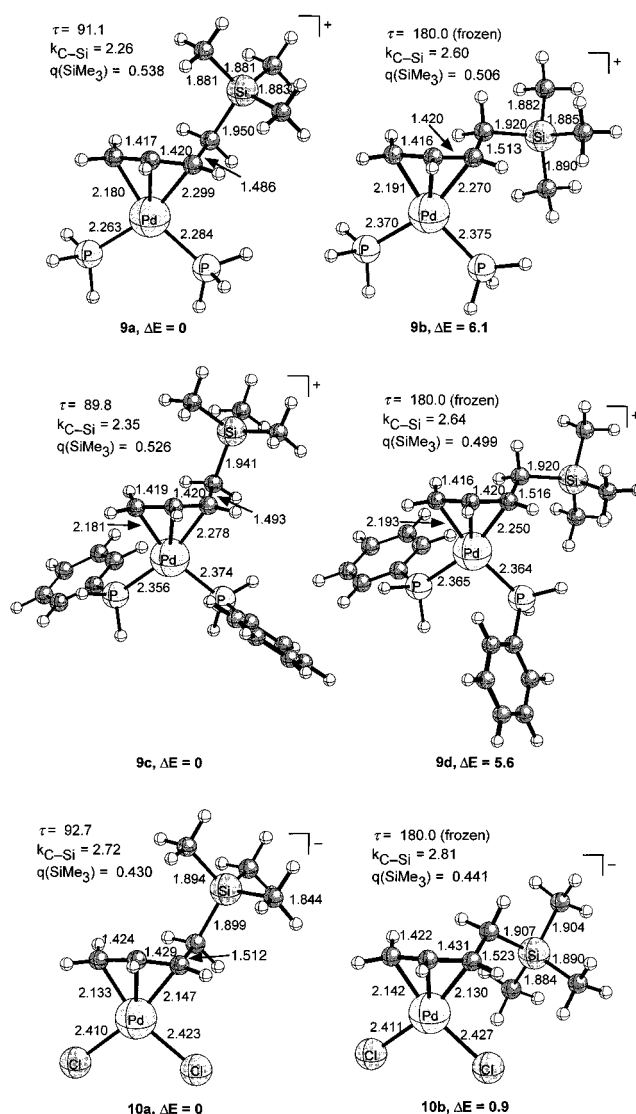 τ = 91.1
k C–Si = 2.26
q(SiMe3) = 0.538
+
1.881
1.881
Si
1.883
1.950
1.417
1.420
1.486
2.180
2.299
Pd
2.263
2.284
P
P
9a, ΔE = 0
τ = 180.0 (frozen)
k C–Si = 2.60
q(SiMe3) = 0.506
+
1.882
1.885
1.420
1.920
Si
1.416
1.513
1.890
2.191
2.270
Pd
2.370
2.375
P
P
9b, ΔE = 6.1
τ = 89.8
k C–Si = 2.35
q(SiMe3) = 0.526
+
Si
1.941
1.419
1.420
1.493
2.181
2.278
Pd
2.356
2.374
P
P
9c, ΔE = 0
τ = 180.0 (frozen)
k C–Si = 2.64
q(SiMe3) = 0.499
+
1.920
Si
1.416
1.420
1.516
2.193
2.250
Pd
2.365
2.364
P
P
9d, ΔE = 5.6
τ = 92.7
k C–Si = 2.72
q(SiMe3) = 0.430
–
1.894
Si
1.844
1.899
1.424
1.429
1.512
2.133
2.147
Pd
2.410
2.423
Cl
Cl
10a, ΔE = 0
τ = 180.0 (frozen)
k C–Si = 2.81
q(SiMe3) = 0.441
–
1.907
1.904
Si
1.422
1.431
1.523
1.890
1.884
2.142
2.130
Pd
2.411
2.427
Cl
Cl
10b, ΔE = 0.9